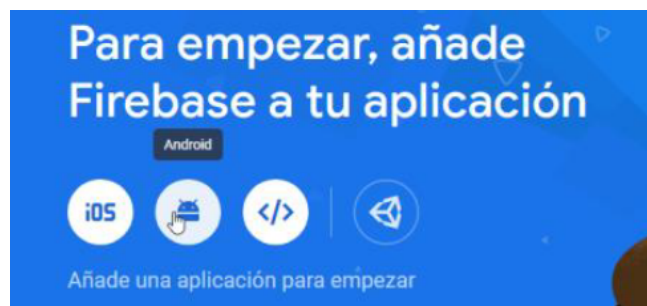 Para empezar, añade
Firebase a tu aplicación
Android
iOS </>
Añade una aplicación para empezar